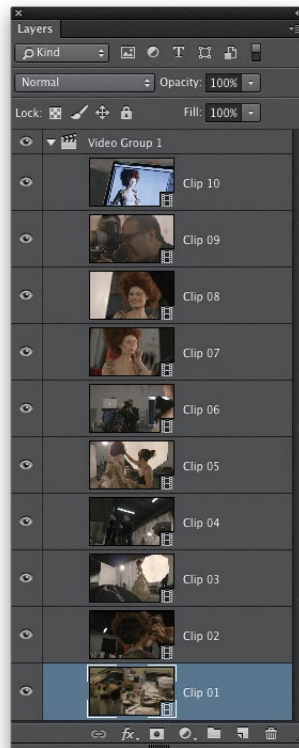 Layers
Kind
Normal Opacity: 100%
Lock: Fill: 100%
Video Group 1
Clip 10
Clip 09
Clip 08
Clip 07
Clip 06
Clip 05
Clip 04
Clip 03
Clip 02
Clip 01
fx.